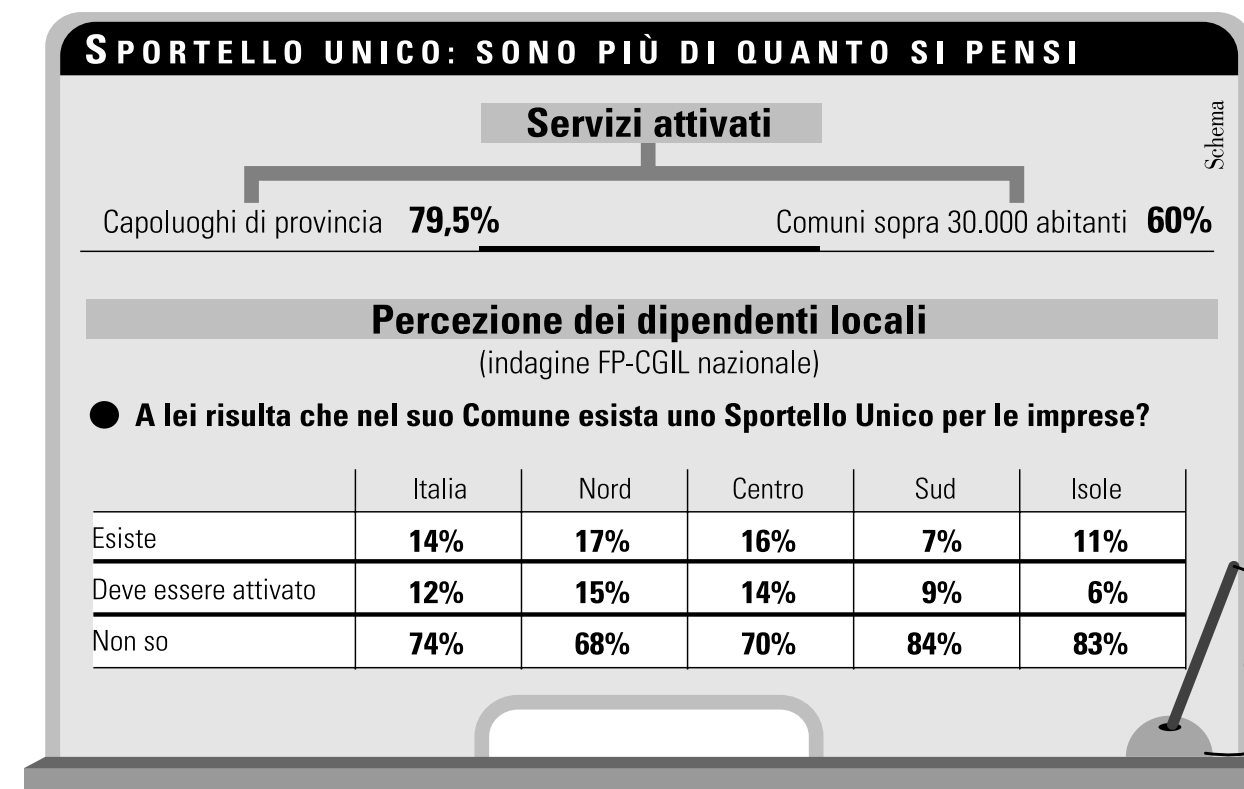 SPORTELLO UNICO: SONO PIÙ DI QUANTO SI PENSI
Schema
Servizi attivati
Capoluoghi di provincia 79,5% Comuni sopra 30.000 abitanti 60%
Percezione dei dipendenti locali
(indagine FP-CGIL nazionale)
● A lei risulta che nel suo Comune esista uno Sportello Unico per le imprese?
Italia Nord Centro Sud Isole
Esiste 14% 17% 16% 7% 11%
Deve essere attivato 12% 15% 14% 9% 6%
Non so 74% 68% 70% 84% 83%